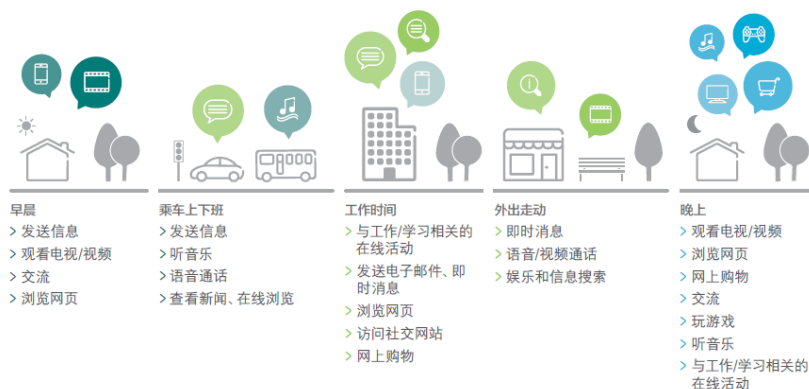 早晨
> 发送信息
> 观看电视/视频
> 交流
> 浏览网页
乘车上下班
> 发送信息
> 听音乐
> 语音通话
> 查看新闻、在线浏览
工作时间
> 与工作/学习相关的
在线活动
> 发送电子邮件、即
时消息
> 浏览网页
> 访问社交网站
> 网上购物
外出走动
> 即时消息
> 语音/视频通话
> 娱乐和信息搜索
晚上
> 观看电视/视频
> 浏览网页
> 网上购物
> 交流
> 玩游戏
> 听音乐
> 与工作/学习相关的
在线活动